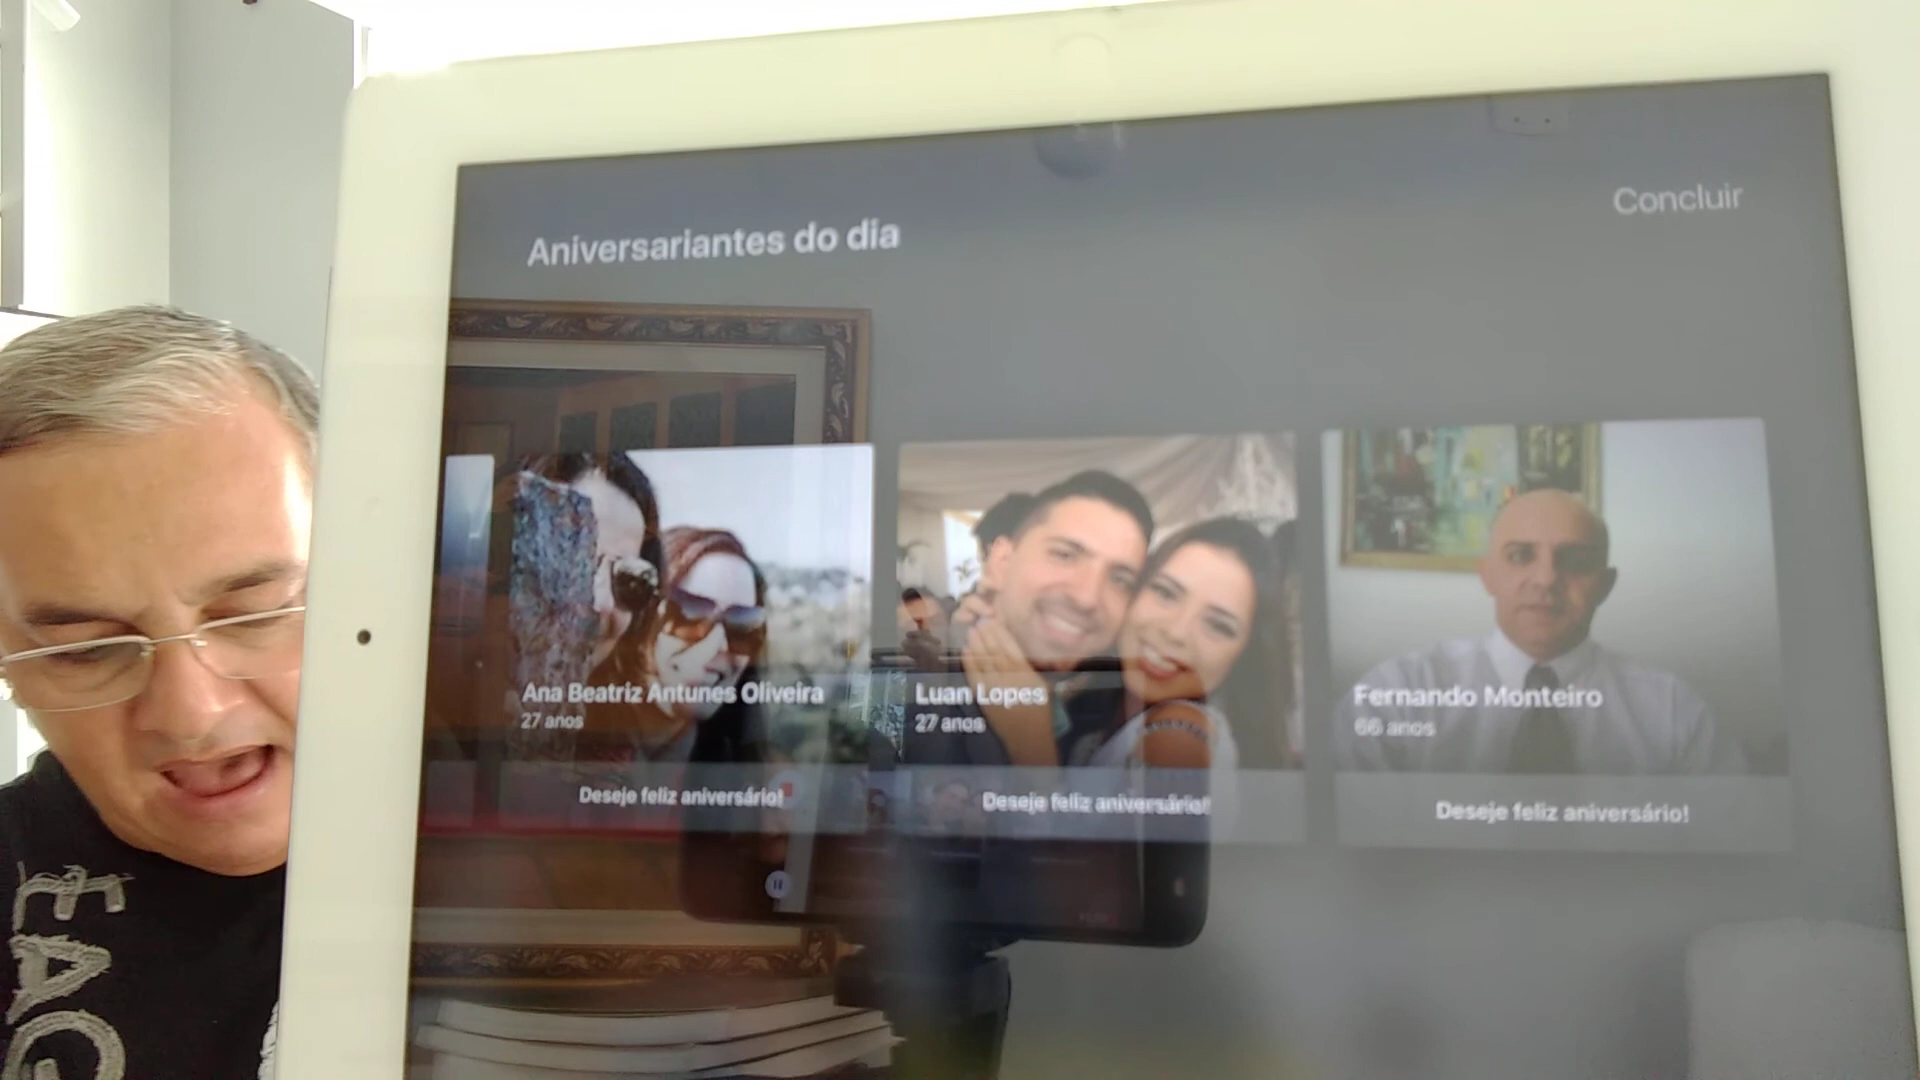 Concluir
Aniversariantes do dia
Ana Beatriz Antunes Oliveira
27 anos
Deseje feliz aniversário!
Luan Lopes
27 anos
Deseje feliz aniversário!
Fernando Monteiro
66 anos
Deseje feliz aniversário!
EAG